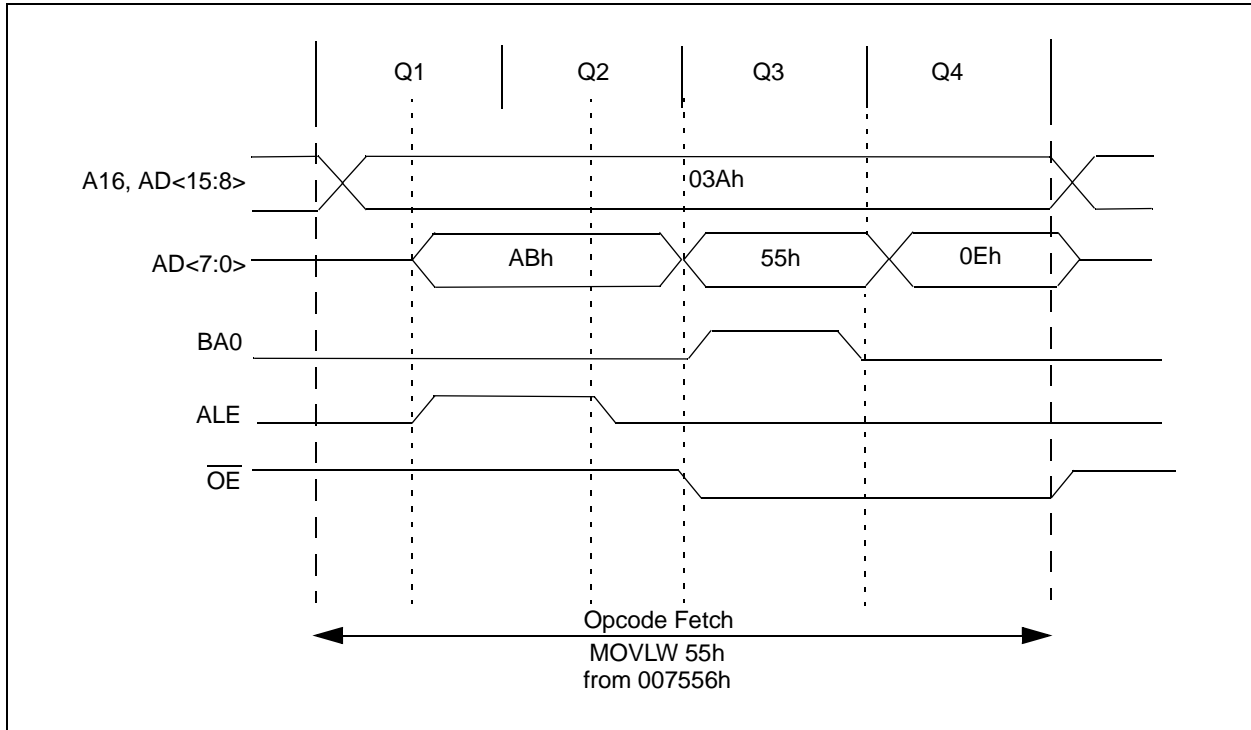 Q1 Q2 Q3 Q4
A16, AD<15:8> 03Ah
AD<7:0> ABh 55h 0Eh
BA0
ALE
OE
Opcode Fetch
MOVLW 55h
from 007556h